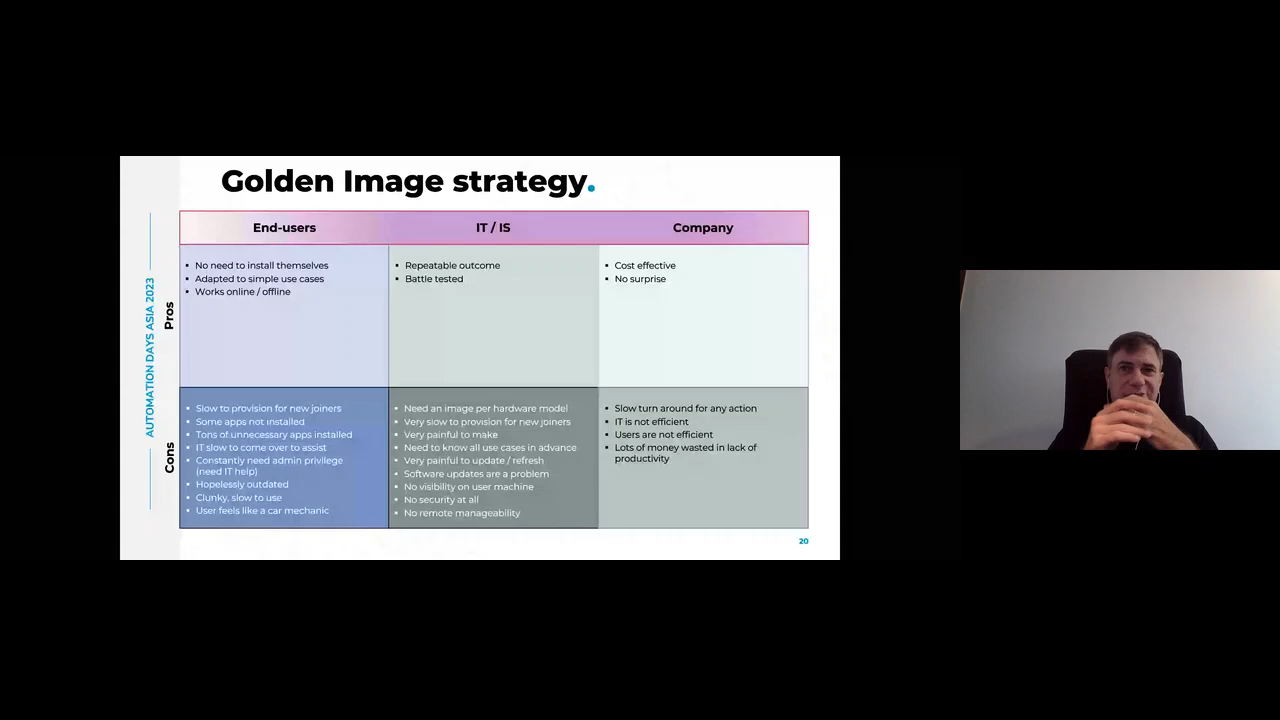 Golden Image strategy.
AUTOMATION DAYS ASIA 2023
End-users
IT / IS
Company
Pros
No need to install themselves
Adapted to simple use cases
Works online / offline
Repeatable outcome
Battle tested
Cost effective
No surprise
Cons
Slow to provision for new joiners
Some apps not installed
Tons of unnecessary apps installed
IT slow to come over to assist
Constantly need admin privilege
(need IT help)
Hopelessly outdated
Clunky, slow to use
User feels like a car mechanic
Need an image per hardware model
Very slow to provision for new joiners
Very painful to make
Need to know all use cases in advance
Very painful to update / refresh
Software updates are a problem
No visibility on user machine
No security at all
No remote manageability
Slow turn around for any action
IT is not efficient
Users are not efficient
Lots of money wasted in lack of
productivity
20